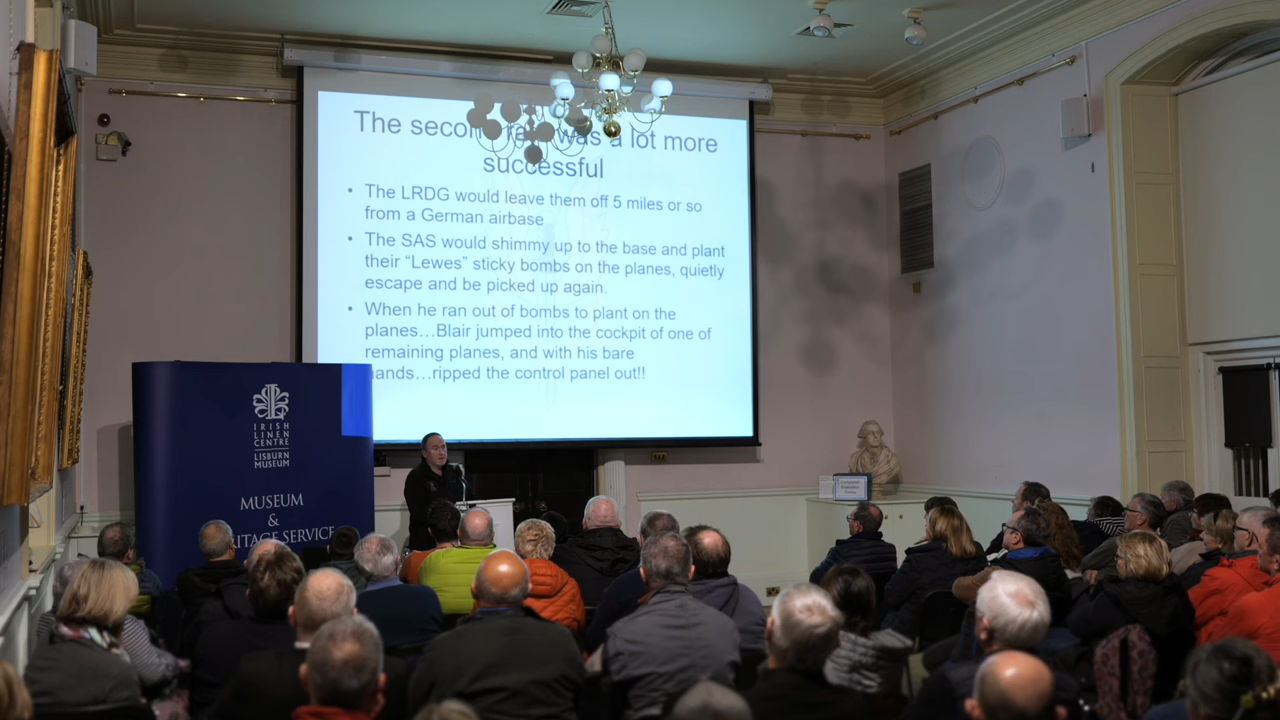 The second raid was a lot more
successful
• The LRDG would leave them off 5 miles or so
from a German airbase
• The SAS would shimmy up to the base and plant
their “Lewes” sticky bombs on the planes, quietly
escape and be picked up again.
• When he ran out of bombs to plant on the
planes…Blair jumped into the cockpit of one of
remaining planes, and with his bare
hands…ripped the control panel out!!
IRISH
LINEN
CENTRE
LISBURN
MUSEUM
MUSEUM
&
ITAGE SERVICE